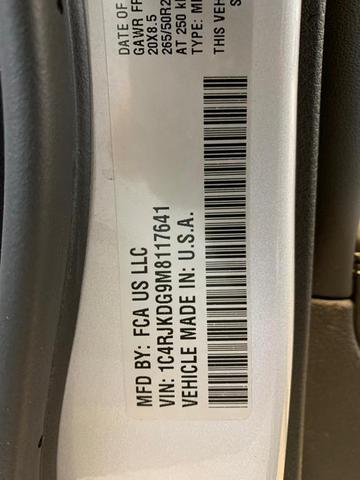 DATE OF
GAWR FR
20X8.5
265/50R2
AT 250 k
TYPE: M
THIS VEH
S
MFD BY: FCA US LLC
VIN: 1C4RJKDG9M8117641
VEHICLE MADE IN: U.S.A.